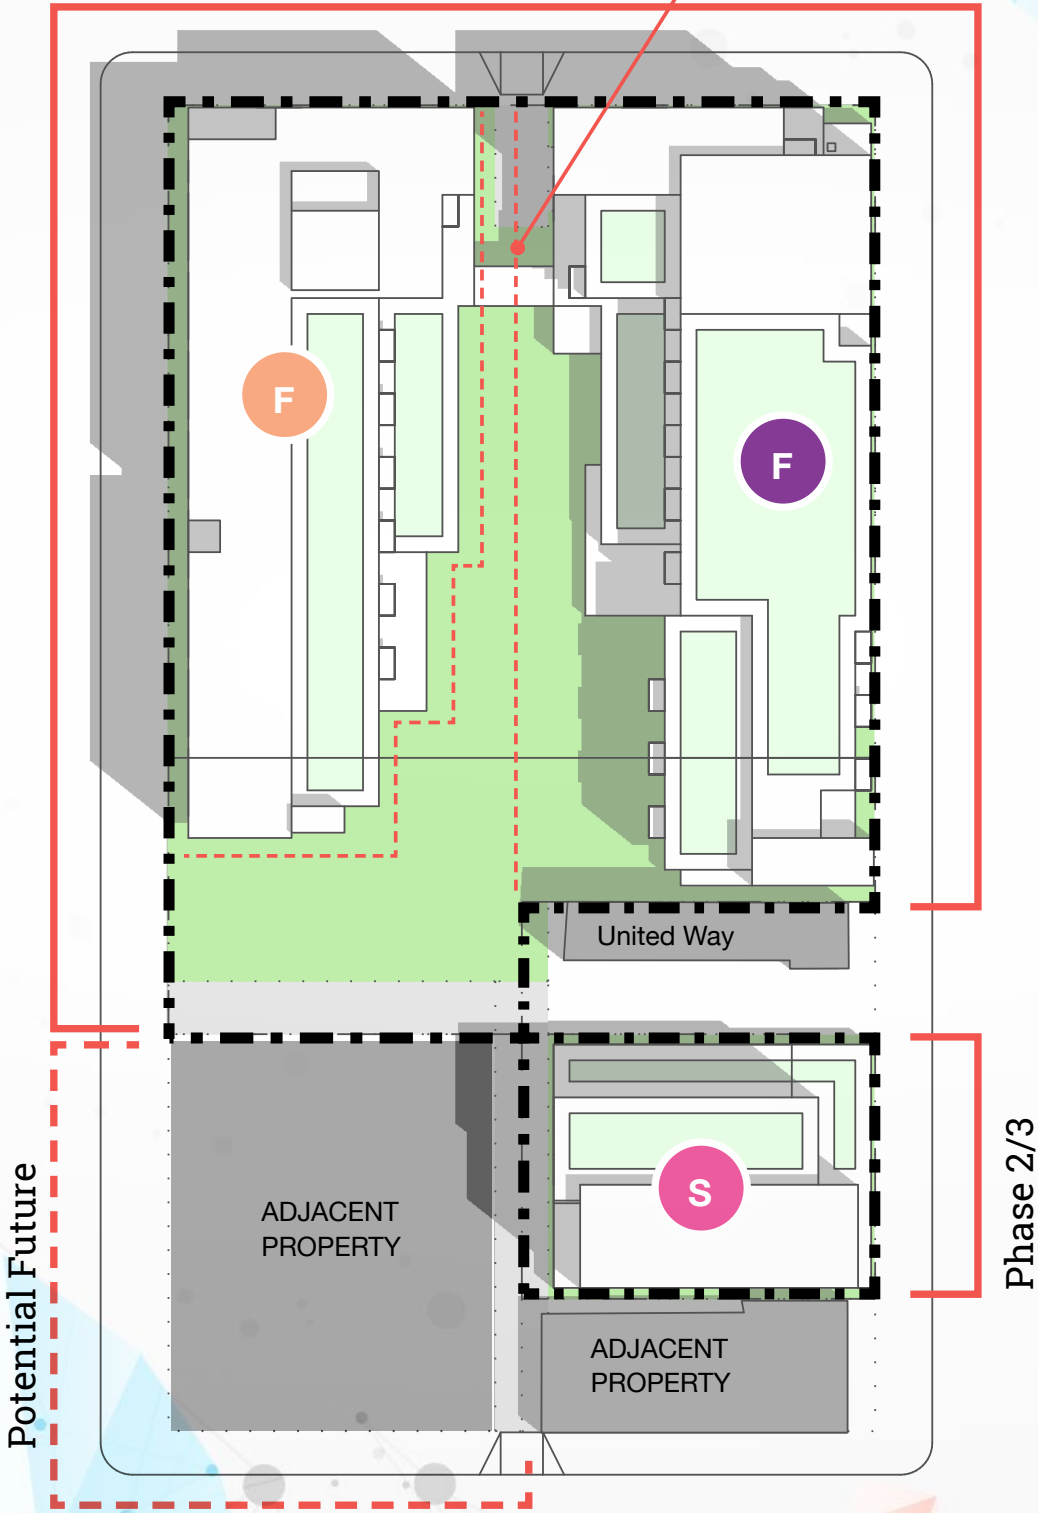 F
F
United Way
ADJACENT
PROPERTY
S
ADJACENT
PROPERTY
Potential Future
Phase 2/3